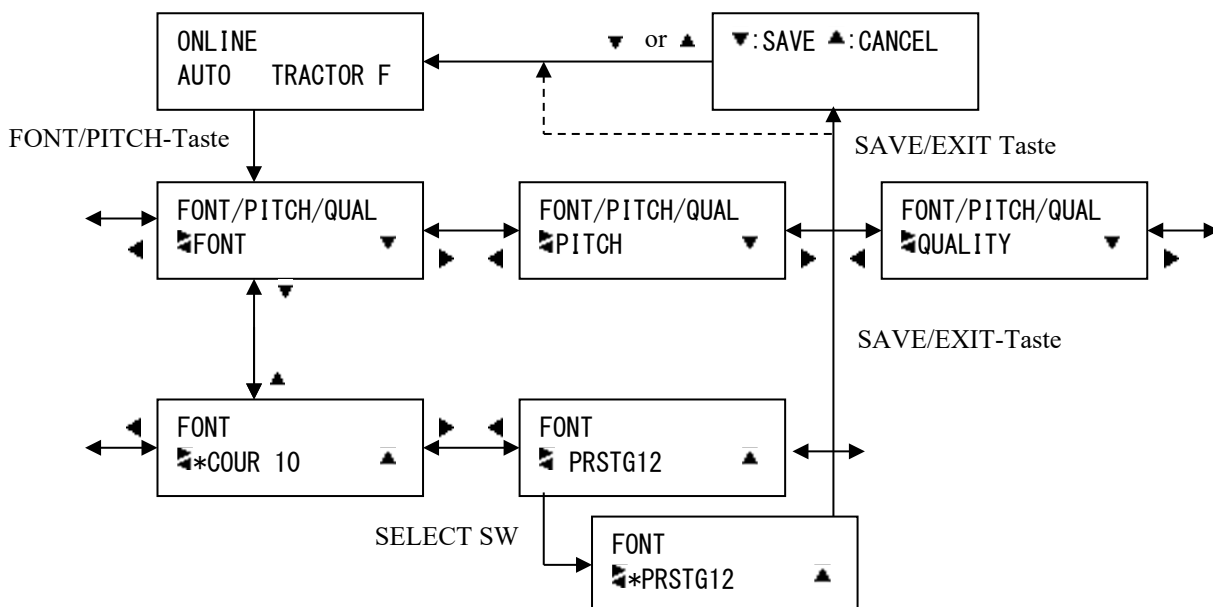 ONLINE
AUTO TRACTOR F
▼ or ▲
▼:SAVE ▲:CANCEL
FONT/PITCH-Taste
SAVE/EXIT Taste
FONT/PITCH/QUAL
FONT ▼
FONT/PITCH/QUAL
PITCH ▼
FONT/PITCH/QUAL
QUALITY ▼
SAVE/EXIT-Taste
FONT
*COUR 10 ▲
FONT
PRSTG12 ▲
SELECT SW
FONT
*PRSTG12 ▲